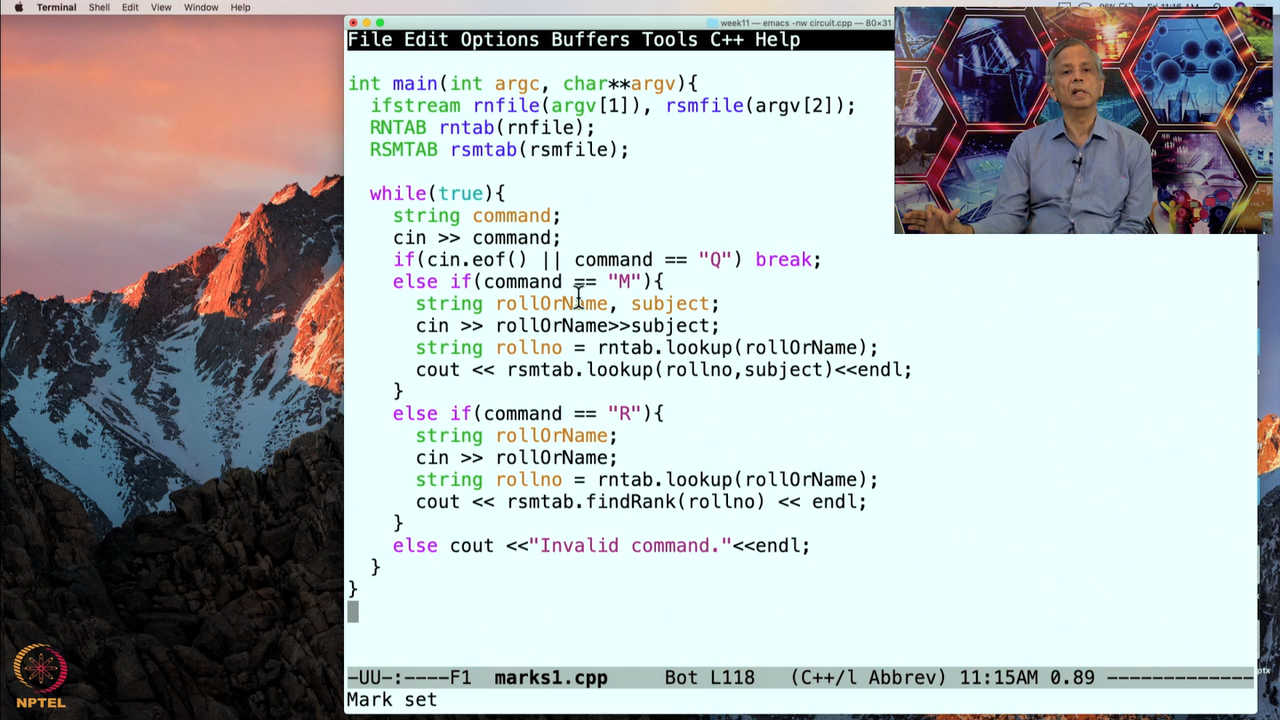 Terminal Shell Edit View Window Help
week11 — emacs -nw circuit.cpp — 80×31
File Edit Options Buffers Tools C++ Help
int main(int argc, char**argv){
ifstream rnfile(argv[1]), rsmfile(argv[2]);
RNTAB rntab(rnfile);
RSMTAB rsmtab(rsmfile);
while(true){
string command;
cin >> command;
if(cin.eof() || command == "Q") break;
else if(command == "M"){
string rollOrName, subject;
cin >> rollOrName>>subject;
string rollno = rntab.lookup(rollOrName);
cout << rsmtab.lookup(rollno,subject)<<endl;
}
else if(command == "R"){
string rollOrName;
cin >> rollOrName;
string rollno = rntab.lookup(rollOrName);
cout << rsmtab.findRank(rollno) << endl;
}
else cout <<"Invalid command."<<endl;
}
}
-UU-:----F1 marks1.cpp Bot L118 (C++/l Abbrev) 11:15AM 0.89 -------------
Mark set
NPTEL